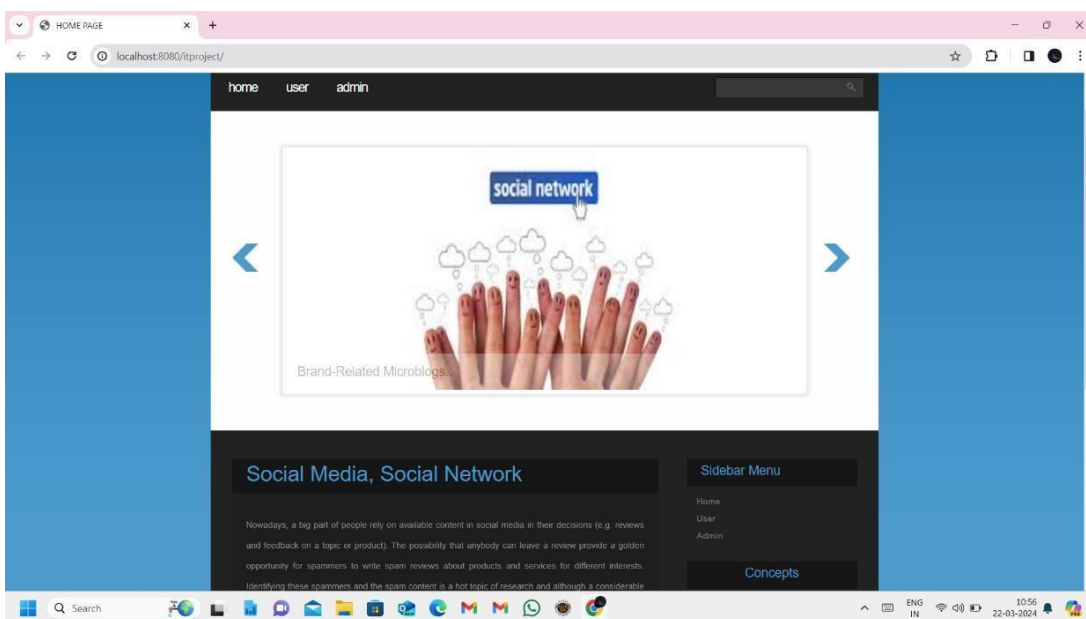 HOME PAGE
localhost:8080/itproject/
home user admin
social network
Brand-Related Microblogs..
Social Media, Social Network
Nowadays, a big part of people rely on available content in social media in their decisions (e.g. reviews
and feedback on a topic or product). The possibility that anybody can leave a review provide a golden
opportunity for spammers to write spam reviews about products and services for different interests.
Identifying these spammers and the spam content is a hot topic of research and although a considerable
Sidebar Menu
Home
User
Admin
Concepts
Search
ENG
IN
10:56
22-03-2024